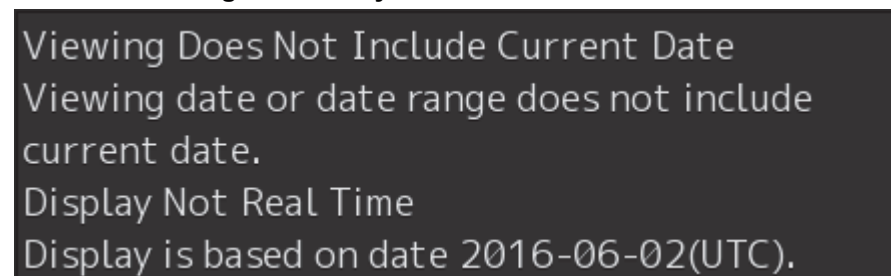 Viewing Does Not Include Current Date
Viewing date or date range does not include
current date.
Display Not Real Time
Display is based on date 2016-06-02(UTC).